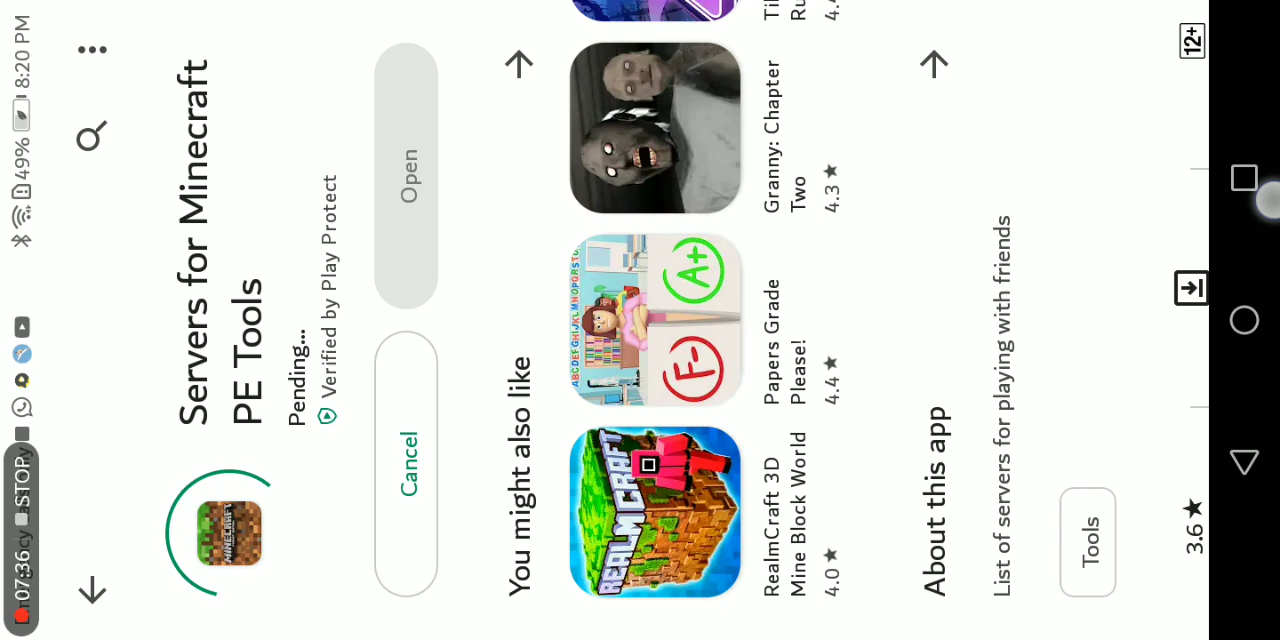 07:36 STOP
49% 8:20 PM
Servers for Minecraft
PE Tools
Pending...
Verified by Play Protect
Cancel
Open
You might also like
REALMCRAFT
RealmCraft 3D
Mine Block World
4.0 ★
F-
A+
Papers Grade
Please!
4.4 ★
Granny: Chapter
Two
4.3 ★
About this app
List of servers for playing with friends
Tools
3.6 ★
12+